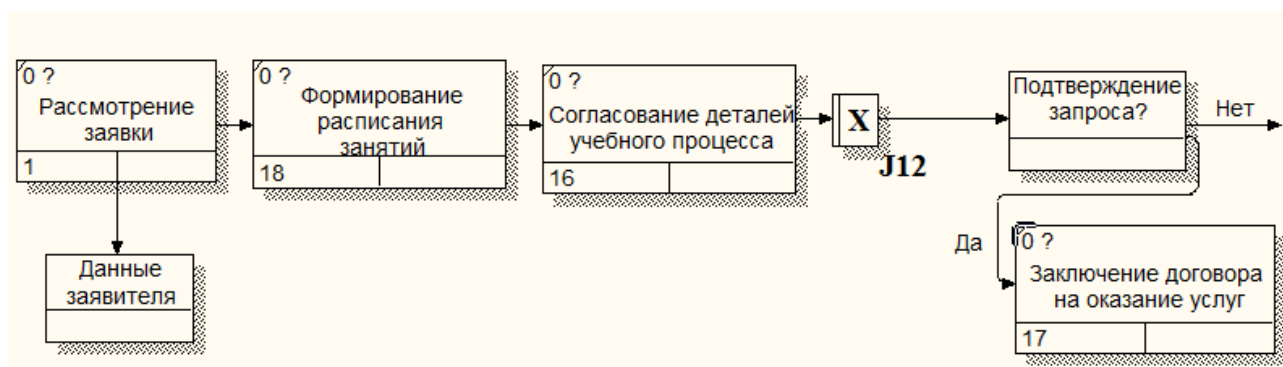 0 ?
Рассмотрение
заявки
1
0 ?
Формирование
расписания
занятий
18
0 ?
Согласование деталей
учебного процесса
16
X
J12
Подтверждение
запроса?
Нет
Данные
заявителя
Да
0 ?
Заключение договора
на оказание услуг
17